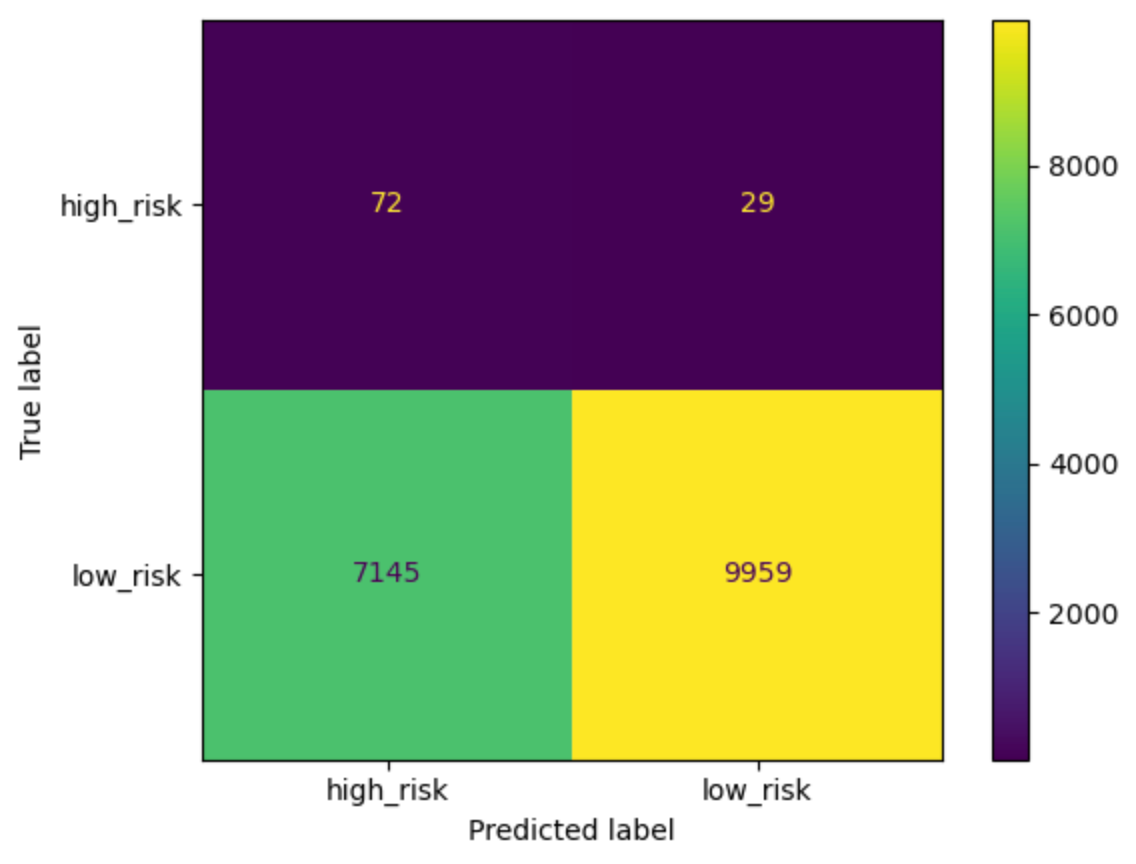 8000
high_risk
72
29
6000
True label
4000
low_risk
7145
9959
2000
high_risk
low_risk
Predicted label